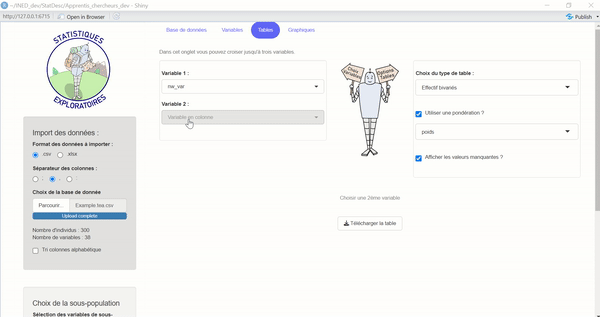 ~/INED_dev/StatDesc/Apprentis_chercheurs_dev - Shiny
http://127.0.0.1:6715
Open in Browser
Publish
STATISTIQUES
EXPLORATOIRES
Base de données
Variables
Tables
Graphiques
Dans cet onglet vous pouvez croiser jusqu'à trois variables.
Variable 1 :
nw_var
Variable 2 :
Variable en colonne
Choix
Variables
Options
Tables
Choix du type de table :
Effectif bivariés
Utiliser une pondération ?
poids
Afficher les valeurs manquantes ?
Choisir une 2ème variable
Télécharger la table
Import des données :
Format des données à importer :
csv
xlsx
Séparateur des colonnes :
Choix de la base de donnée
Parcourir...
Example tea.csv
Upload complete
Nombre d'individus : 300
Nombre de variables : 38
Tri colonnes alphabétique
Choix de la sous-population
Sélection des variables de sous-